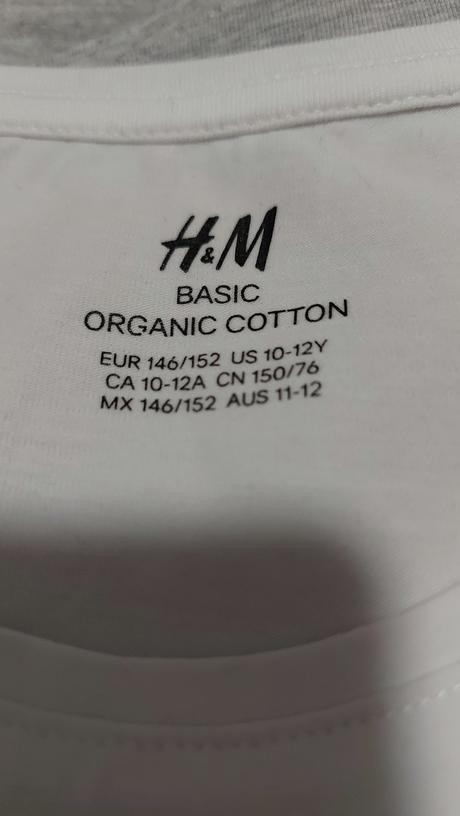 H&M
BASIC
ORGANIC COTTON
EUR 146/152 US 10-12Y
CA 10-12A CN 150/76
MX 146/152 AUS 11-12